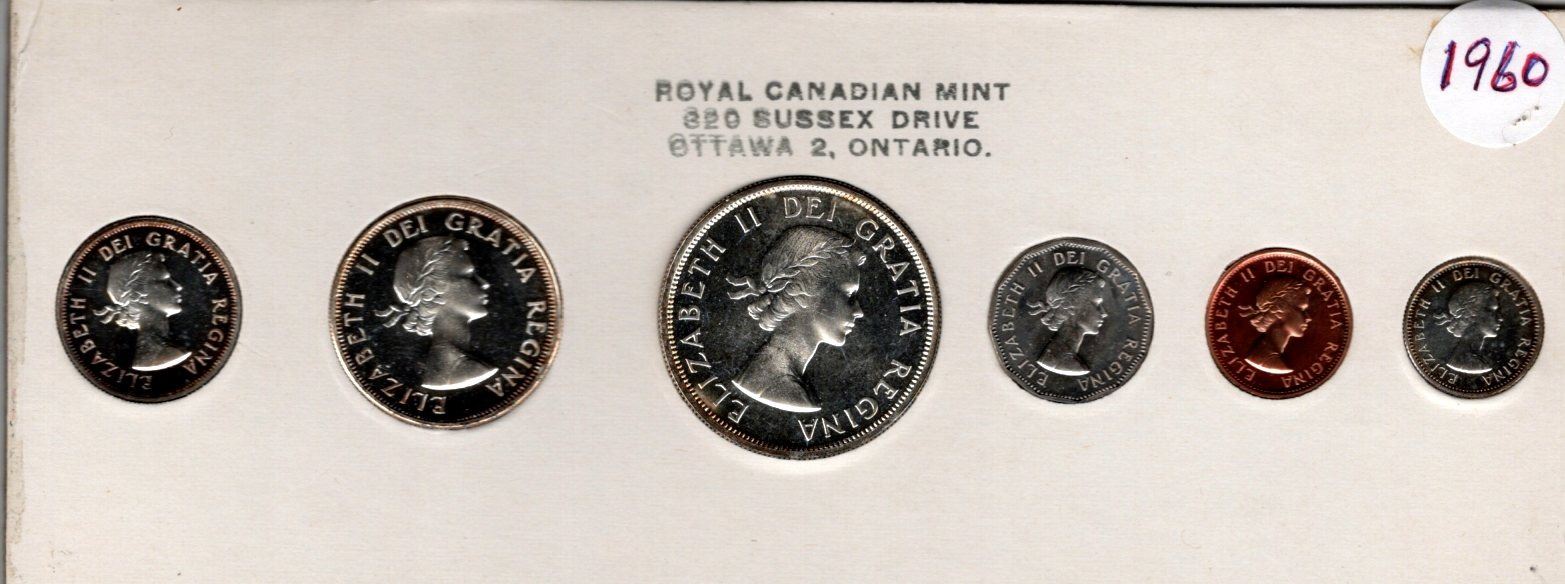 1960
ROYAL CANADIAN MINT
320 SUSSEX DRIVE
OTTAWA 2, ONTARIO.
ELIZABETH II DEI GRATIA REGINA
ELIZABETH II DEI GRATIA REGINA
ELIZABETH II DEI GRATIA REGINA
ELIZABETH II DEI GRATIA REGINA
ELIZABETH II DEI GRATIA REGINA
ELIZABETH II DEI GRATIA REGINA